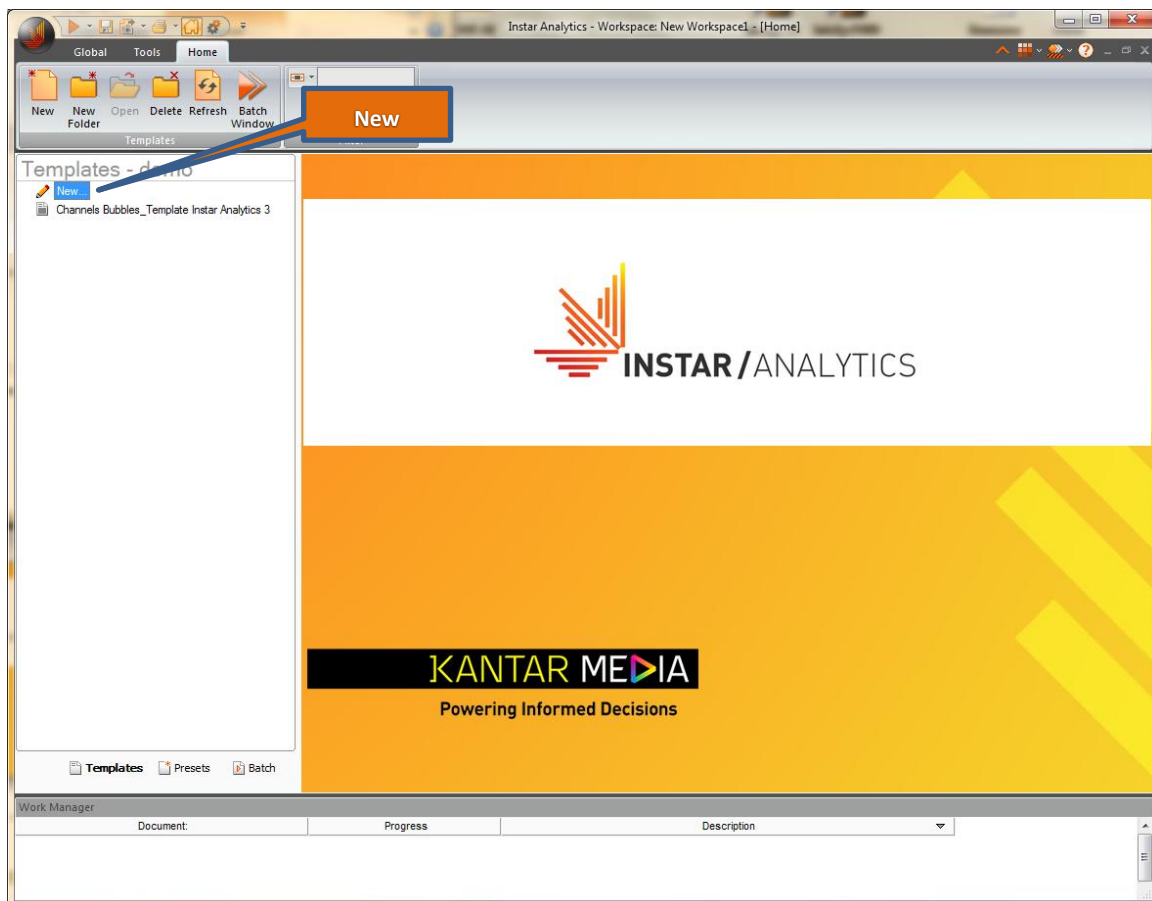 Instar Analytics - Workspace: New Workspace1 - [Home]
Global Tools Home
New New Folder Open Delete Refresh Batch Window
Templates
New
Templates - demo
New...
Channels Bubbles_Template Instar Analytics 3
INSTAR/ANALYTICS
KANTAR MEDIA
Powering Informed Decisions
Templates Presets Batch
Work Manager
Document: Progress Description